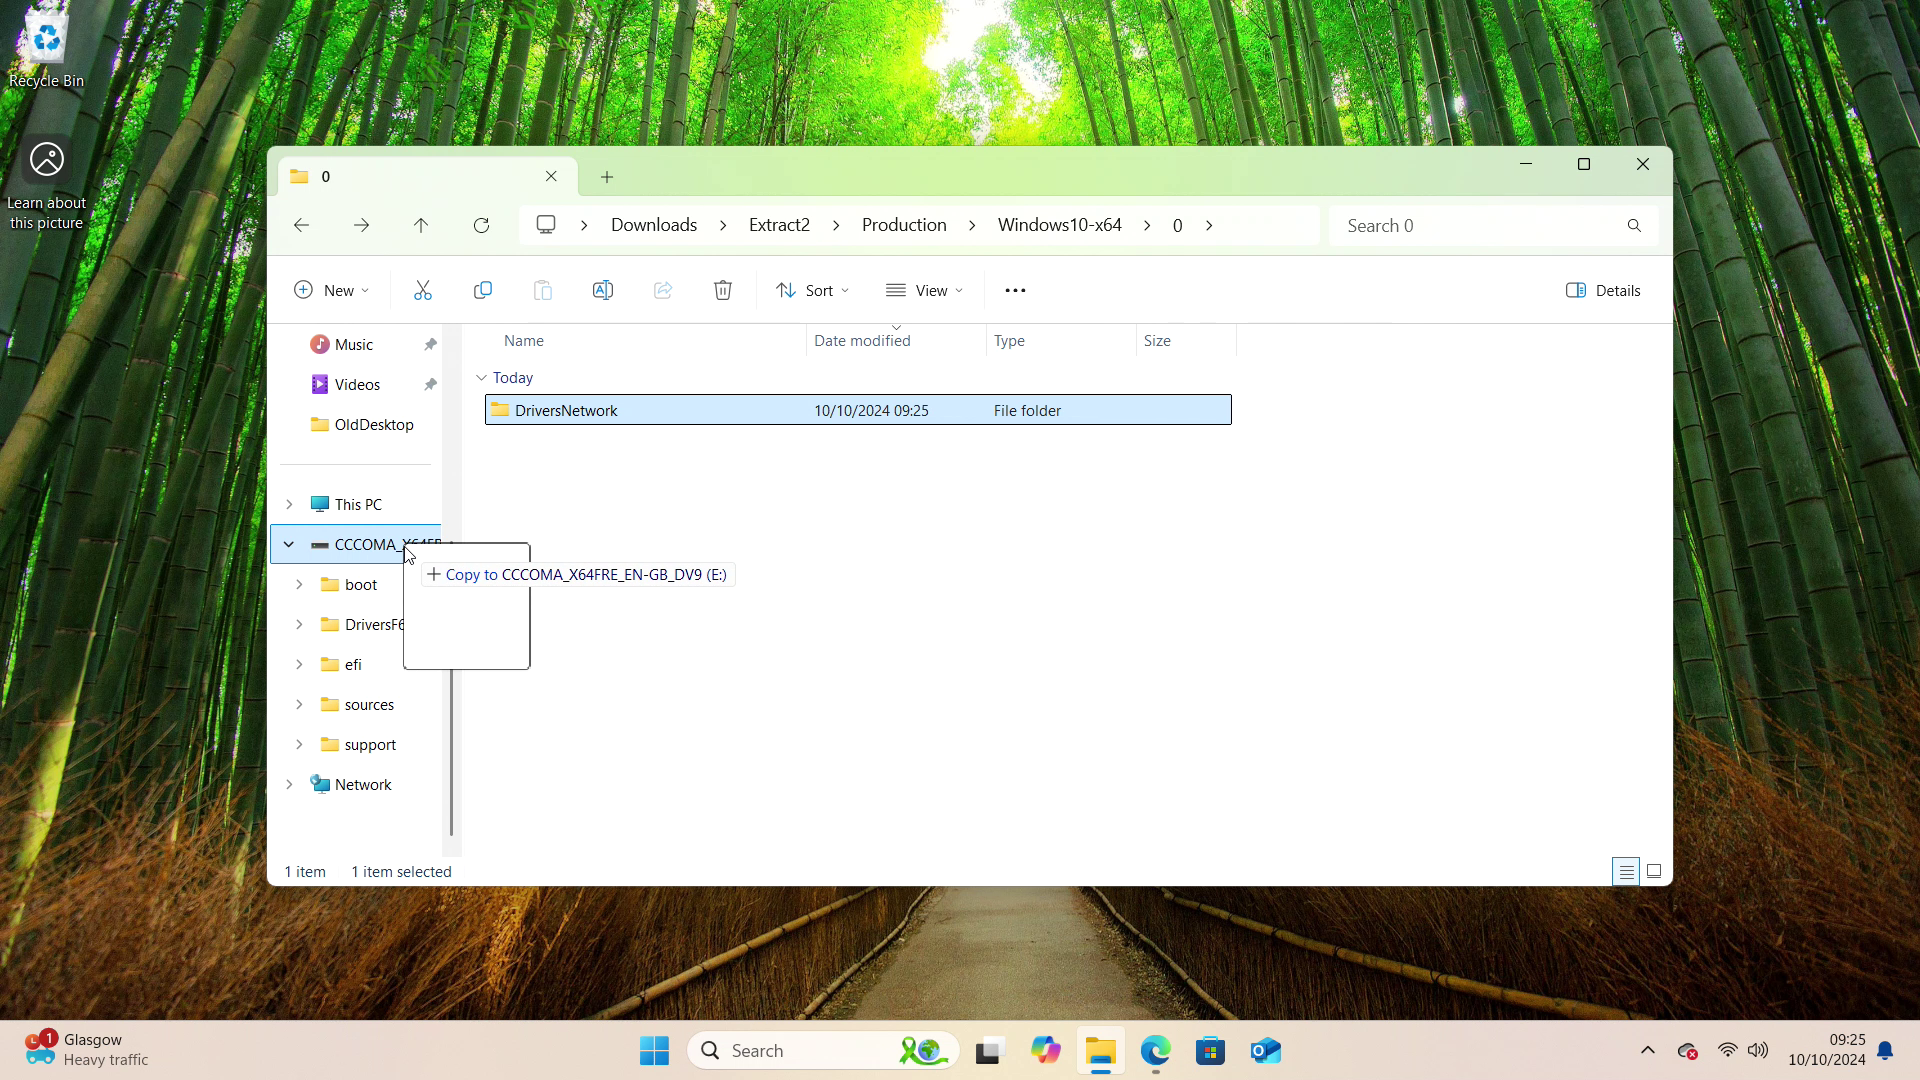 Recycle Bin
Learn about
this picture
0
Downloads
Extract2
Production
Windows10-x64
0
Search 0
New
Sort
View
Details
Music
Videos
OldDesktop
This PC
CCCOMA_X64FR
boot
DriversF6
efi
sources
support
Network
Name
Date modified
Type
Size
Today
DriversNetwork
10/10/2024 09:25
File folder
Copy to CCCOMA_X64FRE_EN-GB_DV9 (E:)
1 item
1 item selected
1
Glasgow
Heavy traffic
Search
09:25
10/10/2024